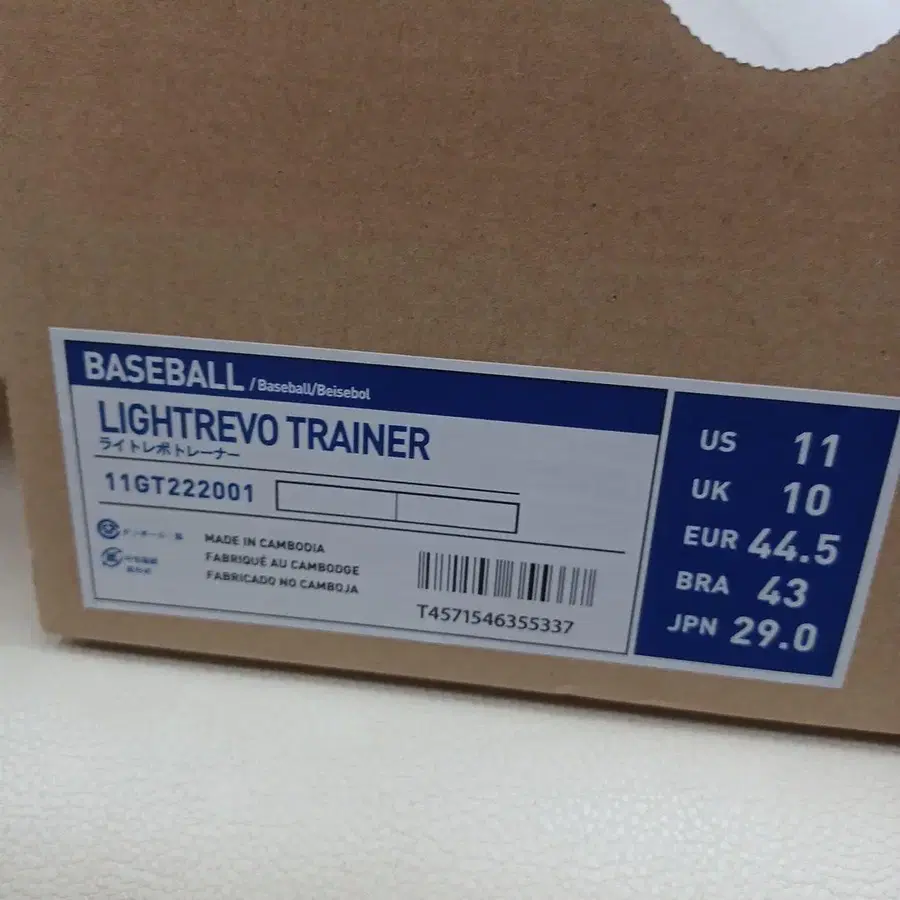 BASEBALL / Baseball/Beisebol
LIGHTREVO TRAINER
ライトレボトレーナー
11GT222001
MADE IN CAMBODIA
FABRIQUÉ AU CAMBODGE
FABRICADO NO CAMBOJA
T4571546355337
US 11
UK 10
EUR 44.5
BRA 43
JPN 29.0